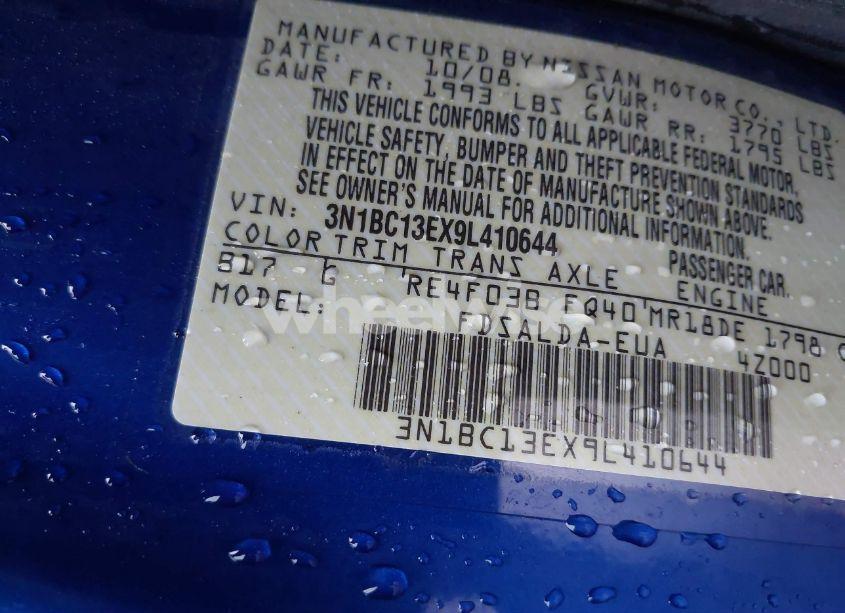 MANUFACTURED BY NISSAN MOTOR CO., LTD.
DATE: 10/08. GVWR: 3770 LBS
GAWR FR: 1993 LBS GAWR RR: 1795 LBS
THIS VEHICLE CONFORMS TO ALL APPLICABLE FEDERAL MOTOR,
VEHICLE SAFETY, BUMPER AND THEFT PREVENTION STANDARDS
IN EFFECT ON THE DATE OF MANUFACTURE SHOWN ABOVE.
SEE OWNER'S MANUAL FOR ADDITIONAL INFORMATION.
VIN: 3N1BC13EX9L410644 PASSENGER CAR.
COLOR TRIM TRANS AXLE ENGINE
B17 G RE4F03B FQ40 MR18DE 1798
MODEL: FDSALDA-EUA 4Z000
3N1BC13EX9L410644